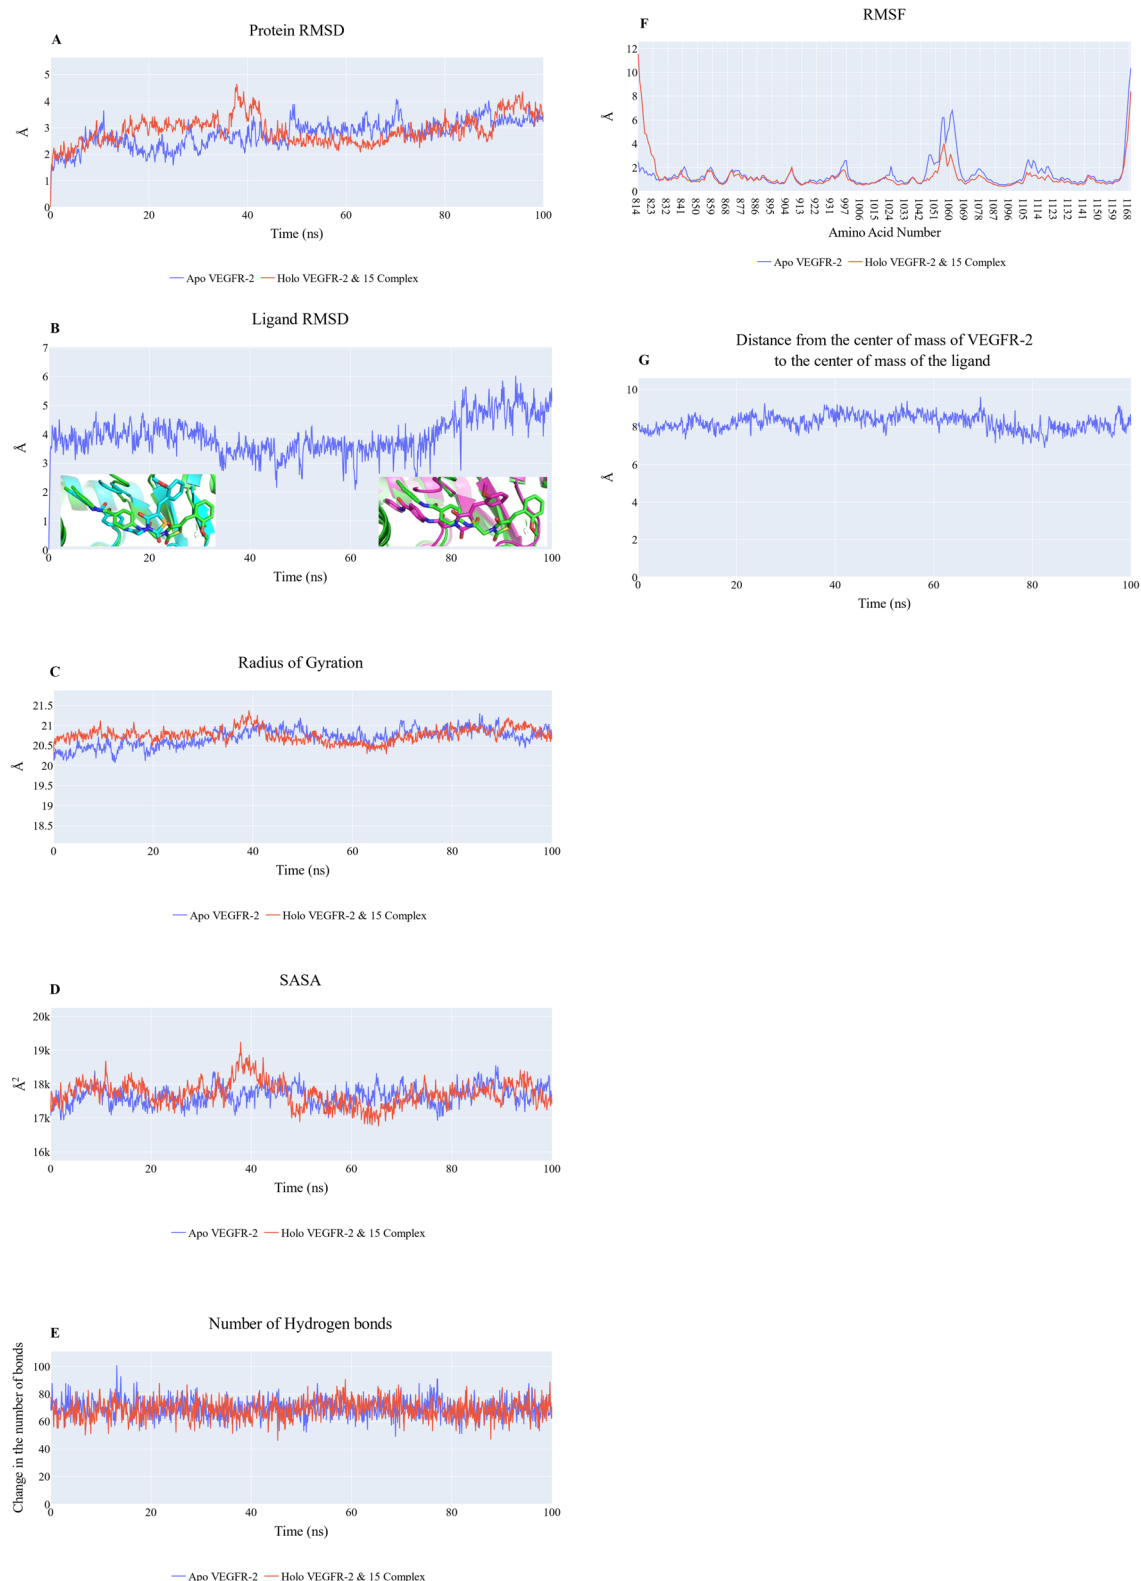 A
Protein RMSD
5
4
3
2
1
0
Å
0 20 40 60 80 100
Time (ns)
Apo VEGFR-2 Holo VEGFR-2 & 15 Complex
B
Ligand RMSD
7
6
5
4
3
2
1
0
Å
0 20 40 60 80 100
Time (ns)
C
Radius of Gyration
21.5
21
20.5
20
19.5
19
18.5
Å
0 20 40 60 80 100
Time (ns)
Apo VEGFR-2 Holo VEGFR-2 & 15 Complex
D
SASA
20k
19k
18k
17k
16k
Å²
0 20 40 60 80 100
Time (ns)
Apo VEGFR-2 Holo VEGFR-2 & 15 Complex
E
Number of Hydrogen bonds
100
80
60
40
20
0
Change in the number of bonds
0 20 40 60 80 100
Time (ns)
Apo VEGFR-2 Holo VEGFR-2 & 15 Complex
F
RMSF
12
10
8
6
4
2
0
Å
814 823 832 841 850 859 868 877 886 895 904 913 922 931 997 1006 1015 1024 1033 1042 1051 1060 1069 1078 1087 1096 1105 1114 1123 1132 1141 1150 1159 1168
Amino Acid Number
Apo VEGFR-2 Holo VEGFR-2 & 15 Complex
G
Distance from the center of mass of VEGFR-2
to the center of mass of the ligand
10
8
6
4
2
0
Å
0 20 40 60 80 100
Time (ns)